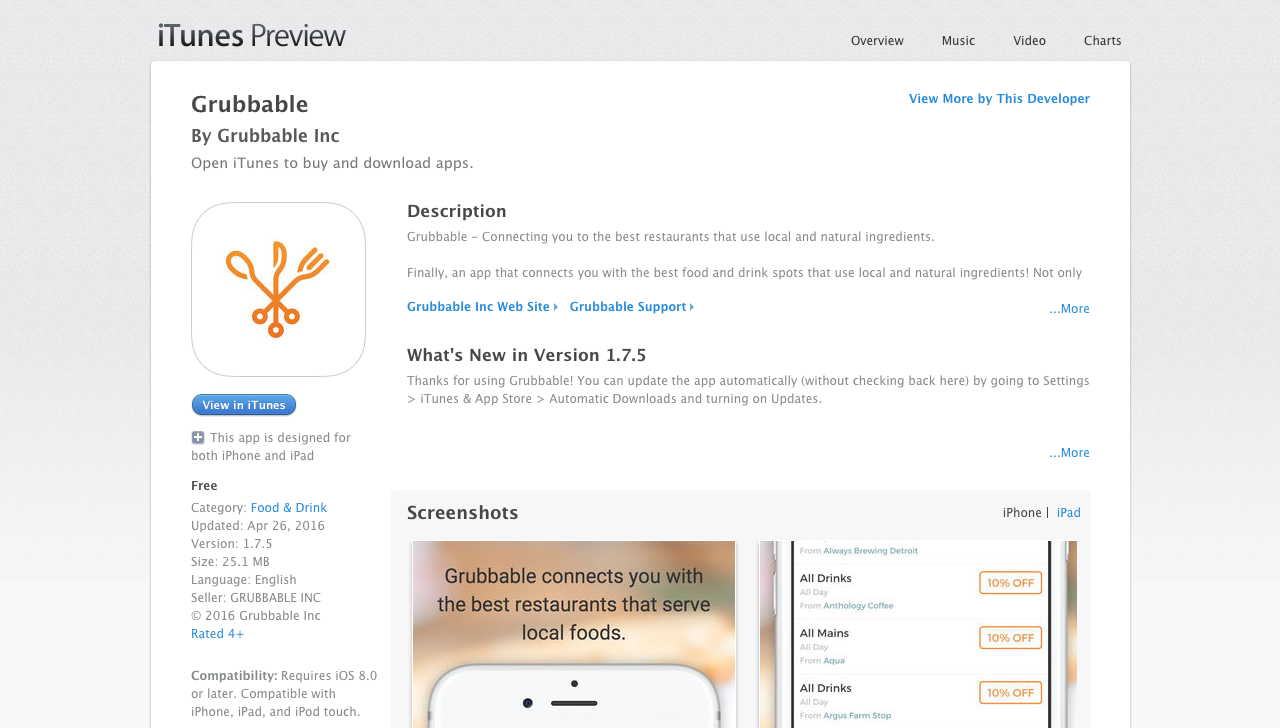 iTunes Preview
Overview Music Video Charts
Grubbable
View More by This Developer
By Grubbable Inc
Open iTunes to buy and download apps.
Description
Grubbable – Connecting you to the best restaurants that use local and natural ingredients.
Finally, an app that connects you with the best food and drink spots that use local and natural ingredients! Not only
Grubbable Inc Web Site Grubbable Support
...More
What's New in Version 1.7.5
Thanks for using Grubbable! You can update the app automatically (without checking back here) by going to Settings
> iTunes & App Store > Automatic Downloads and turning on Updates.
...More
View in iTunes
This app is designed for
both iPhone and iPad
Free
Category: Food & Drink
Updated: Apr 26, 2016
Version: 1.7.5
Size: 25.1 MB
Language: English
Seller: GRUBBABLE INC
© 2016 Grubbable Inc
Rated 4+
Compatibility: Requires iOS 8.0
or later. Compatible with
iPhone, iPad, and iPod touch.
Screenshots
iPhone | iPad
Grubbable connects you with
the best restaurants that serve
local foods.
From Always Brewing Detroit
All Drinks
All Day
From Anthology Coffee
10% OFF
All Mains
All Day
From Aqua
10% OFF
All Drinks
All Day
From Argus Farm Stop
10% OFF